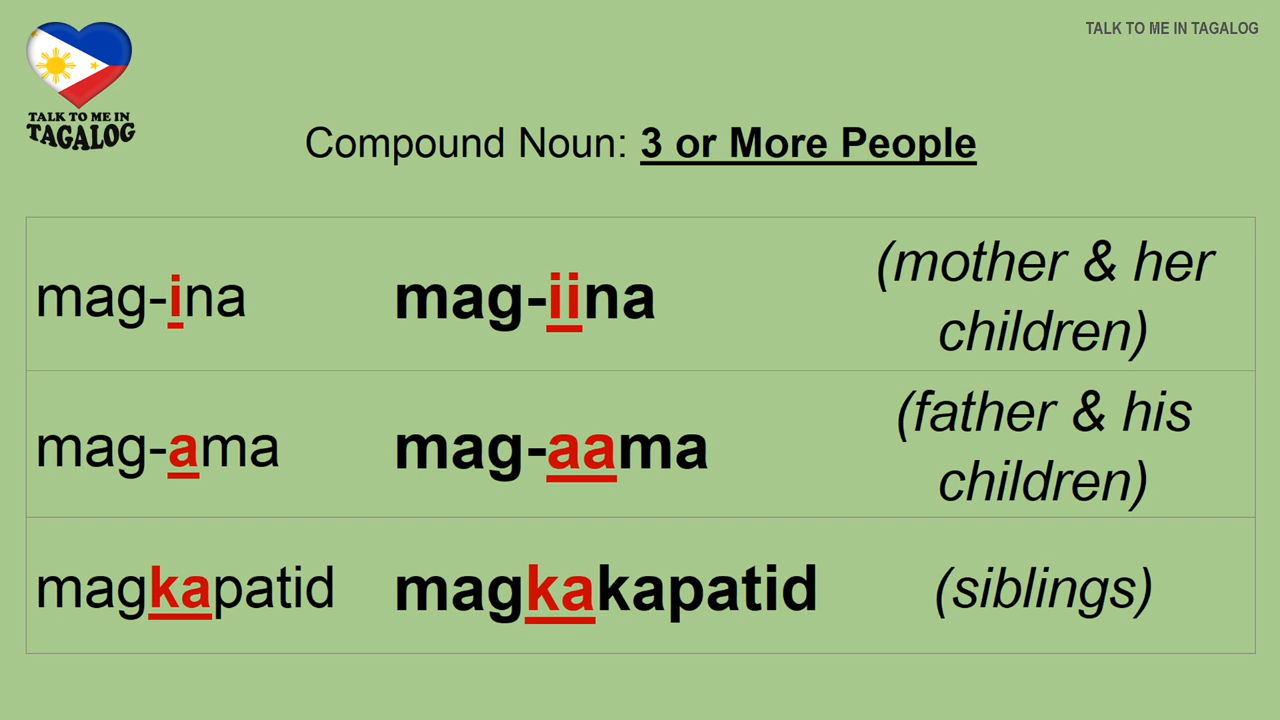 TALK TO ME IN TAGALOG
TALK TO ME IN
TAGALOG
Compound Noun: 3 or More People
mag-ina mag-iina (mother & her
children)
mag-ama mag-aama (father & his
children)
magkapatid magkakapatid (siblings)